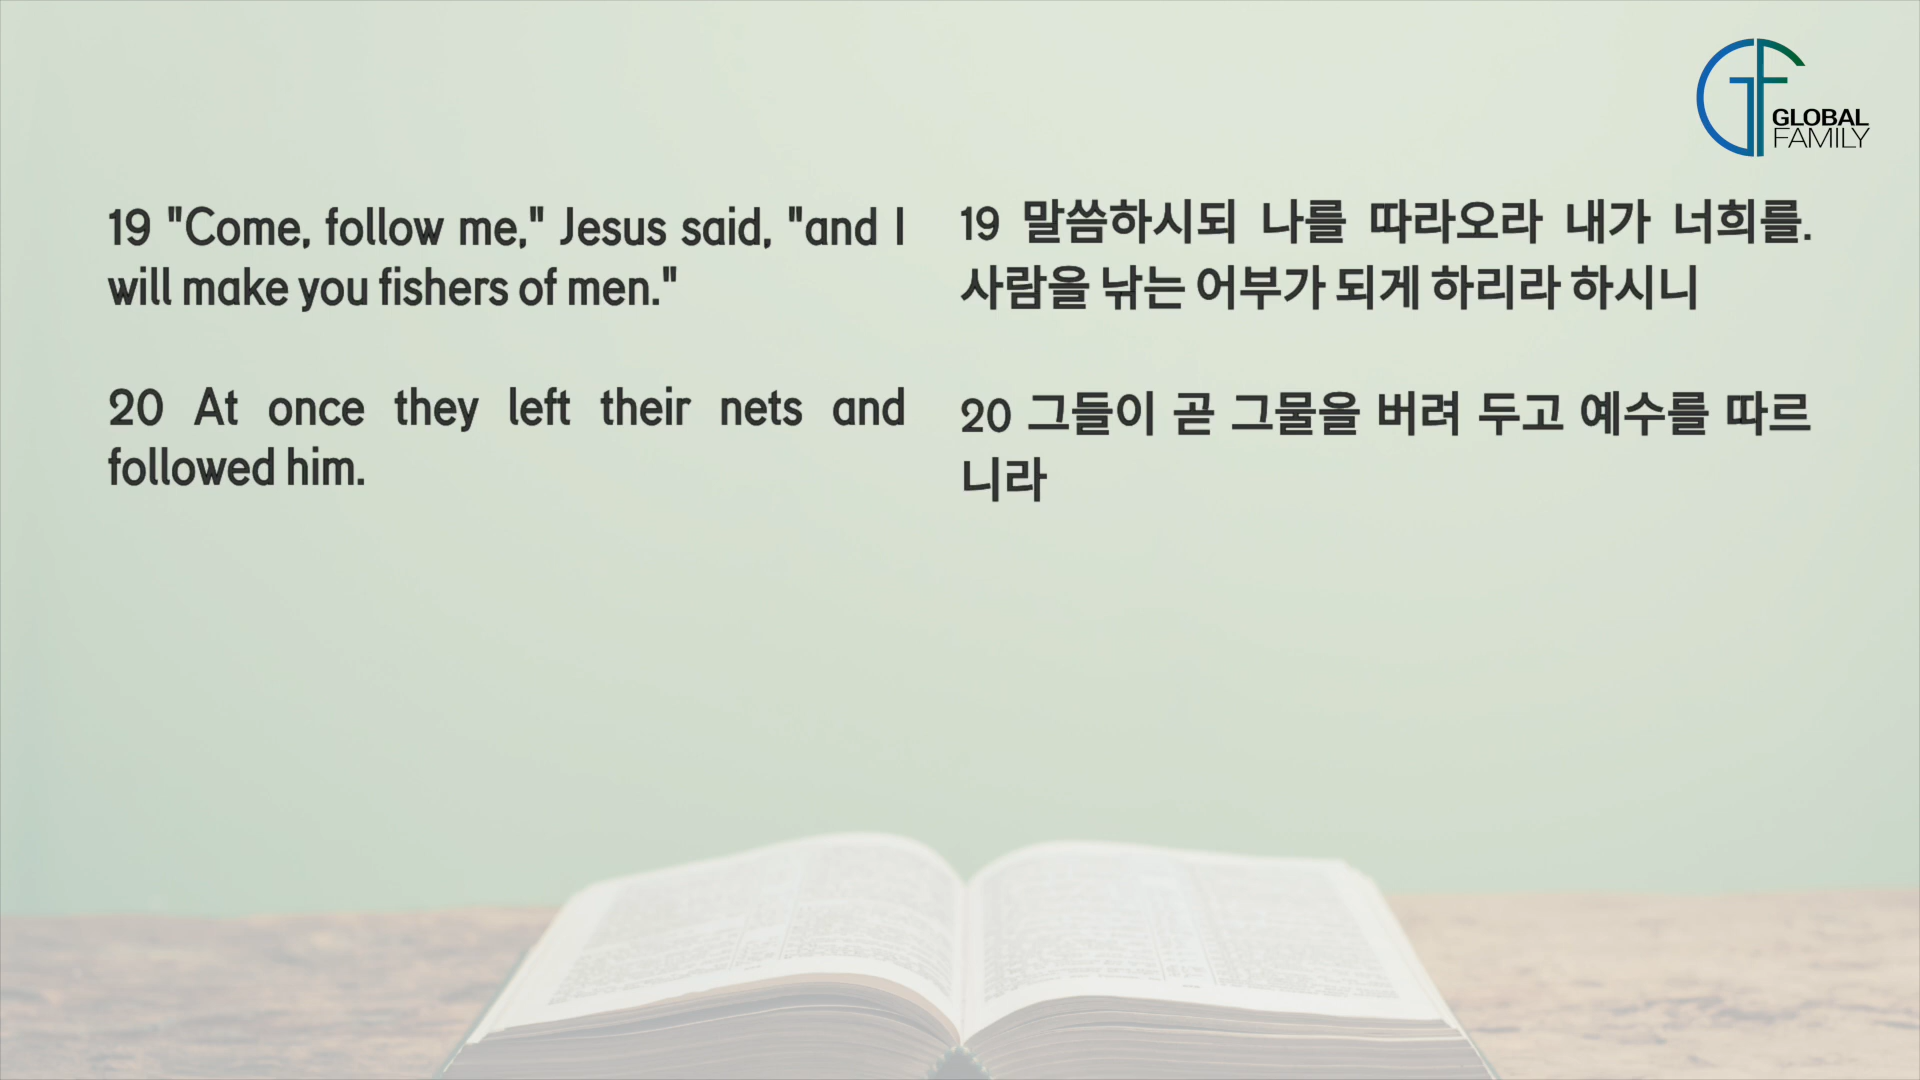 GLOBAL
FAMILY
19 "Come, follow me," Jesus said, "and I
will make you fishers of men."
20 At once they left their nets and
followed him.
19 말씀하시되 나를 따라오라 내가 너희를.
사람을 낚는 어부가 되게 하리라 하시니
20 그들이 곧 그물을 버려 두고 예수를 따르
니라